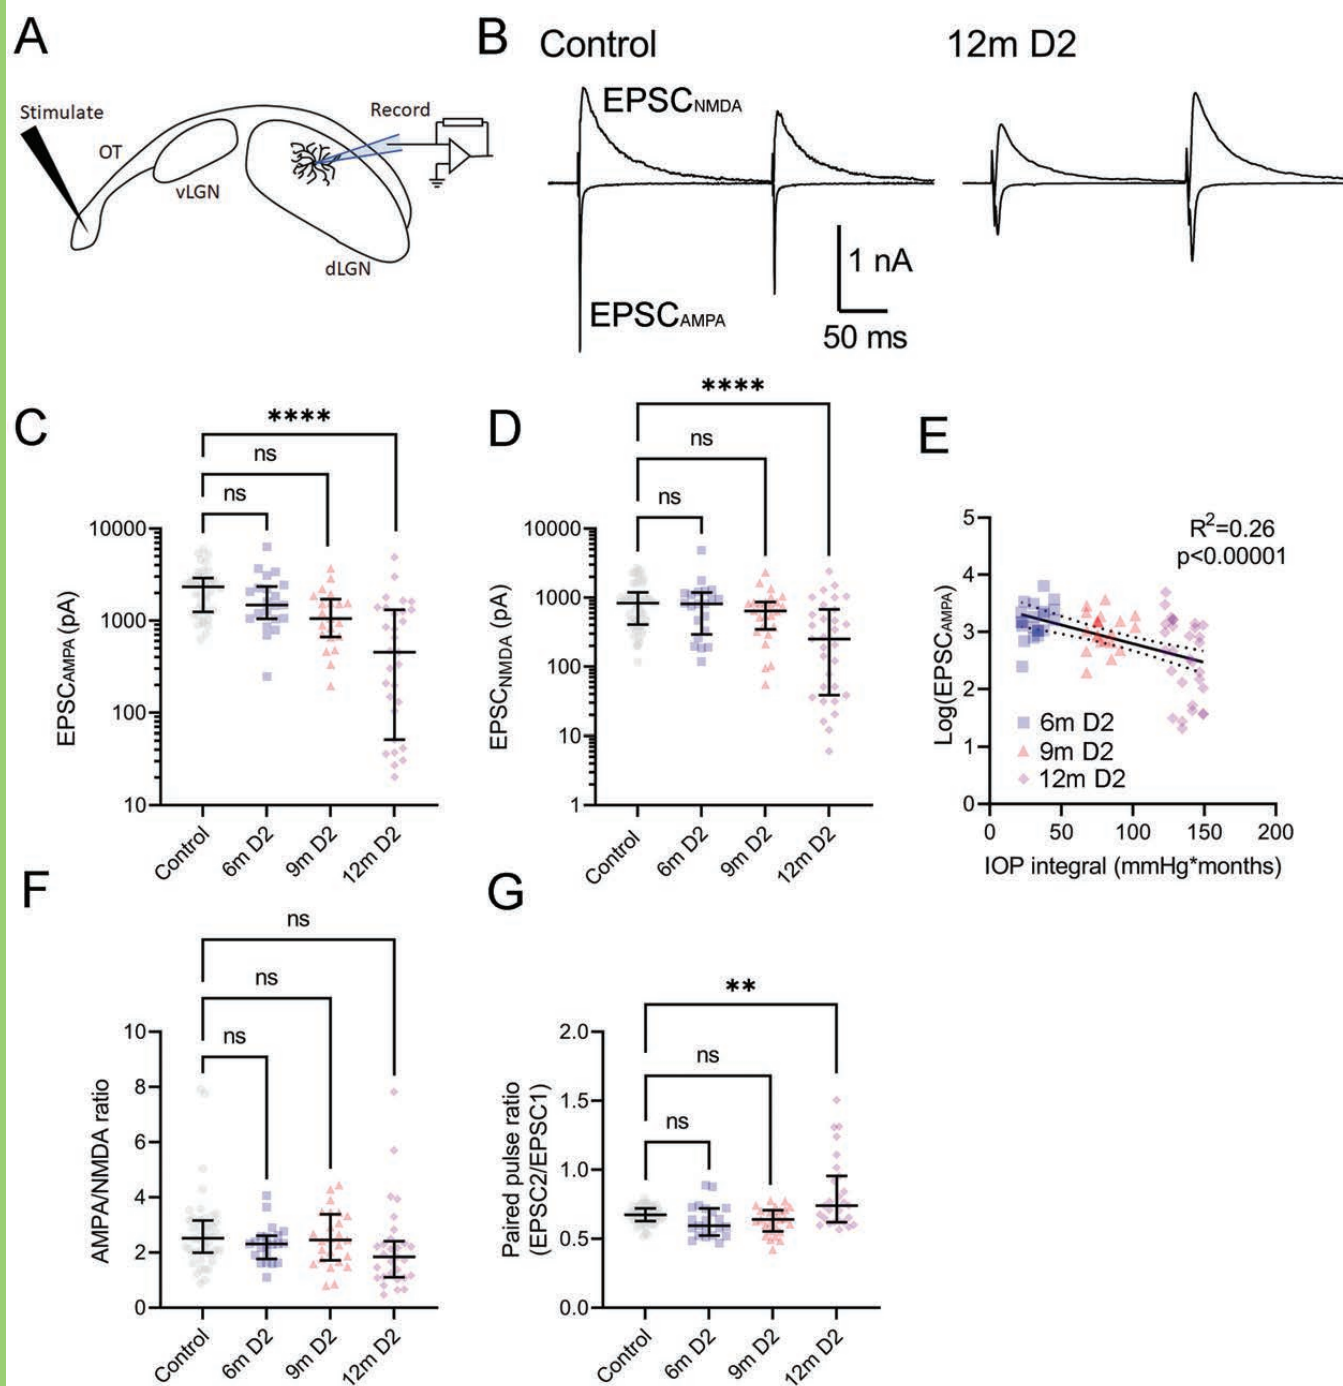 A
Stimulate
OT
vLGN
Record
dLGN
B
Control
12m D2
EPSCNMDA
EPSCAMPA
1 nA
50 ms
C
****
ns
ns
EPSCAMPA (pA)
10000
1000
100
10
Control
6m D2
9m D2
12m D2
D
****
ns
ns
EPSCNMDA (pA)
10000
1000
100
10
1
Control
6m D2
9m D2
12m D2
E
R2=0.26
p<0.00001
Log(EPSCAMPA)
5
4
3
2
1
0
6m D2
9m D2
12m D2
0 50 100 150 200
IOP integral (mmHg*months)
F
ns
ns
ns
AMPA/NMDA ratio
10
8
6
4
2
0
Control
6m D2
9m D2
12m D2
G
**
ns
ns
Paired pulse ratio
(EPSC2/EPSC1)
2.0
1.5
1.0
0.5
0.0
Control
6m D2
9m D2
12m D2